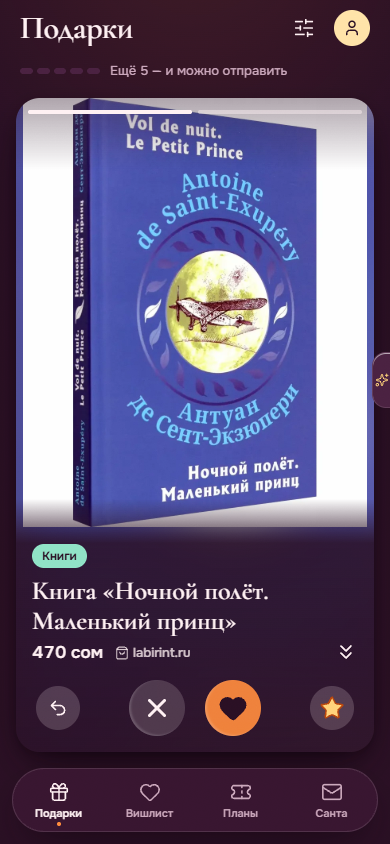 Подарки
Ещё 5 — и можно отправить
Vol de nuit.
Le Petit Prince
Antoine
de Saint-Exupéry
Антуан
де Сент-Экзюпери
Ночной полёт.
Маленький принц
Vol de nuit.
Le Petit Prince
Ночной полёт.
Маленький принц
Antoine
de Saint-Exupéry
Книги
Книга «Ночной полёт.
Маленький принц»
470 сом
labirint.ru
Подарки
Вишлист
Планы
Санта